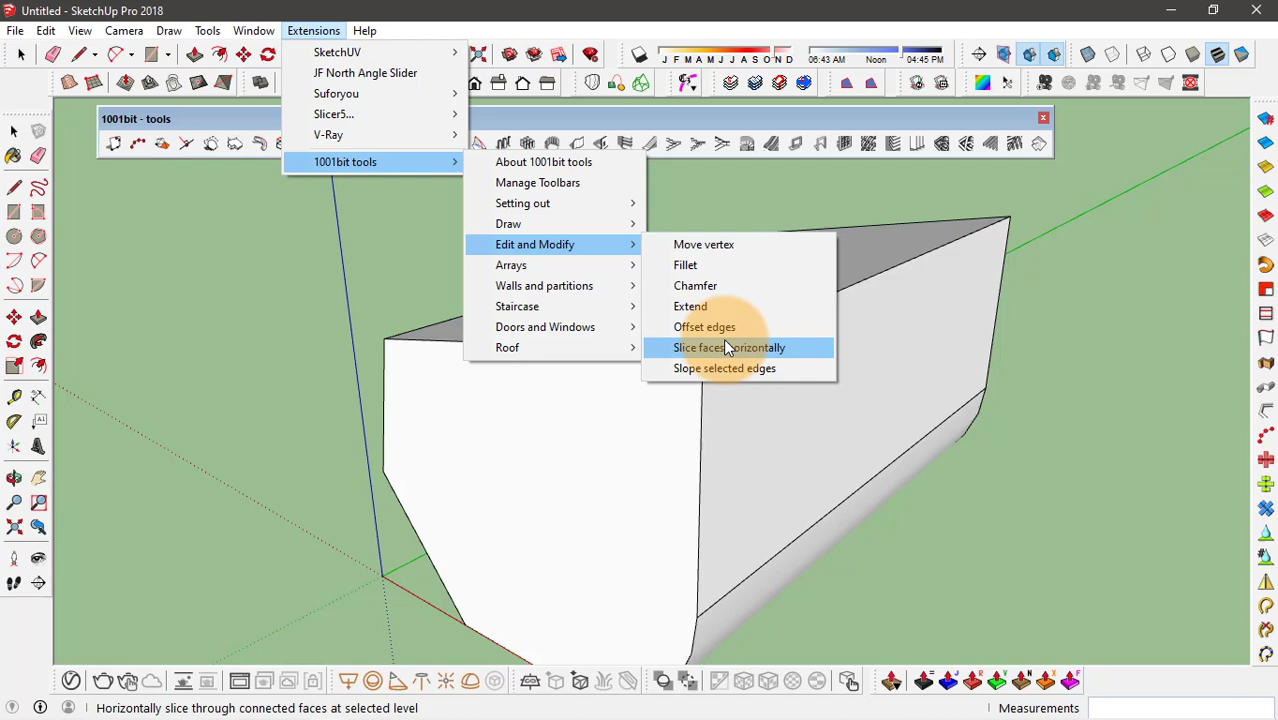 Untitled - SketchUp Pro 2018
File Edit View Camera Draw Tools Window Extensions Help
SketchUV
JF North Angle Slider
Suforyou
Slicer5...
V-Ray
1001bit tools
J F M A M J J A S O N D
06:43 AM Noon 04:45 PM
1001bit - tools
About 1001bit tools
Manage Toolbars
Setting out
Draw
Edit and Modify
Arrays
Walls and partitions
Staircase
Doors and Windows
Roof
Move vertex
Fillet
Chamfer
Extend
Offset edges
Slice faces horizontally
Slope selected edges
Horizontally slice through connected faces at selected level
Measurements